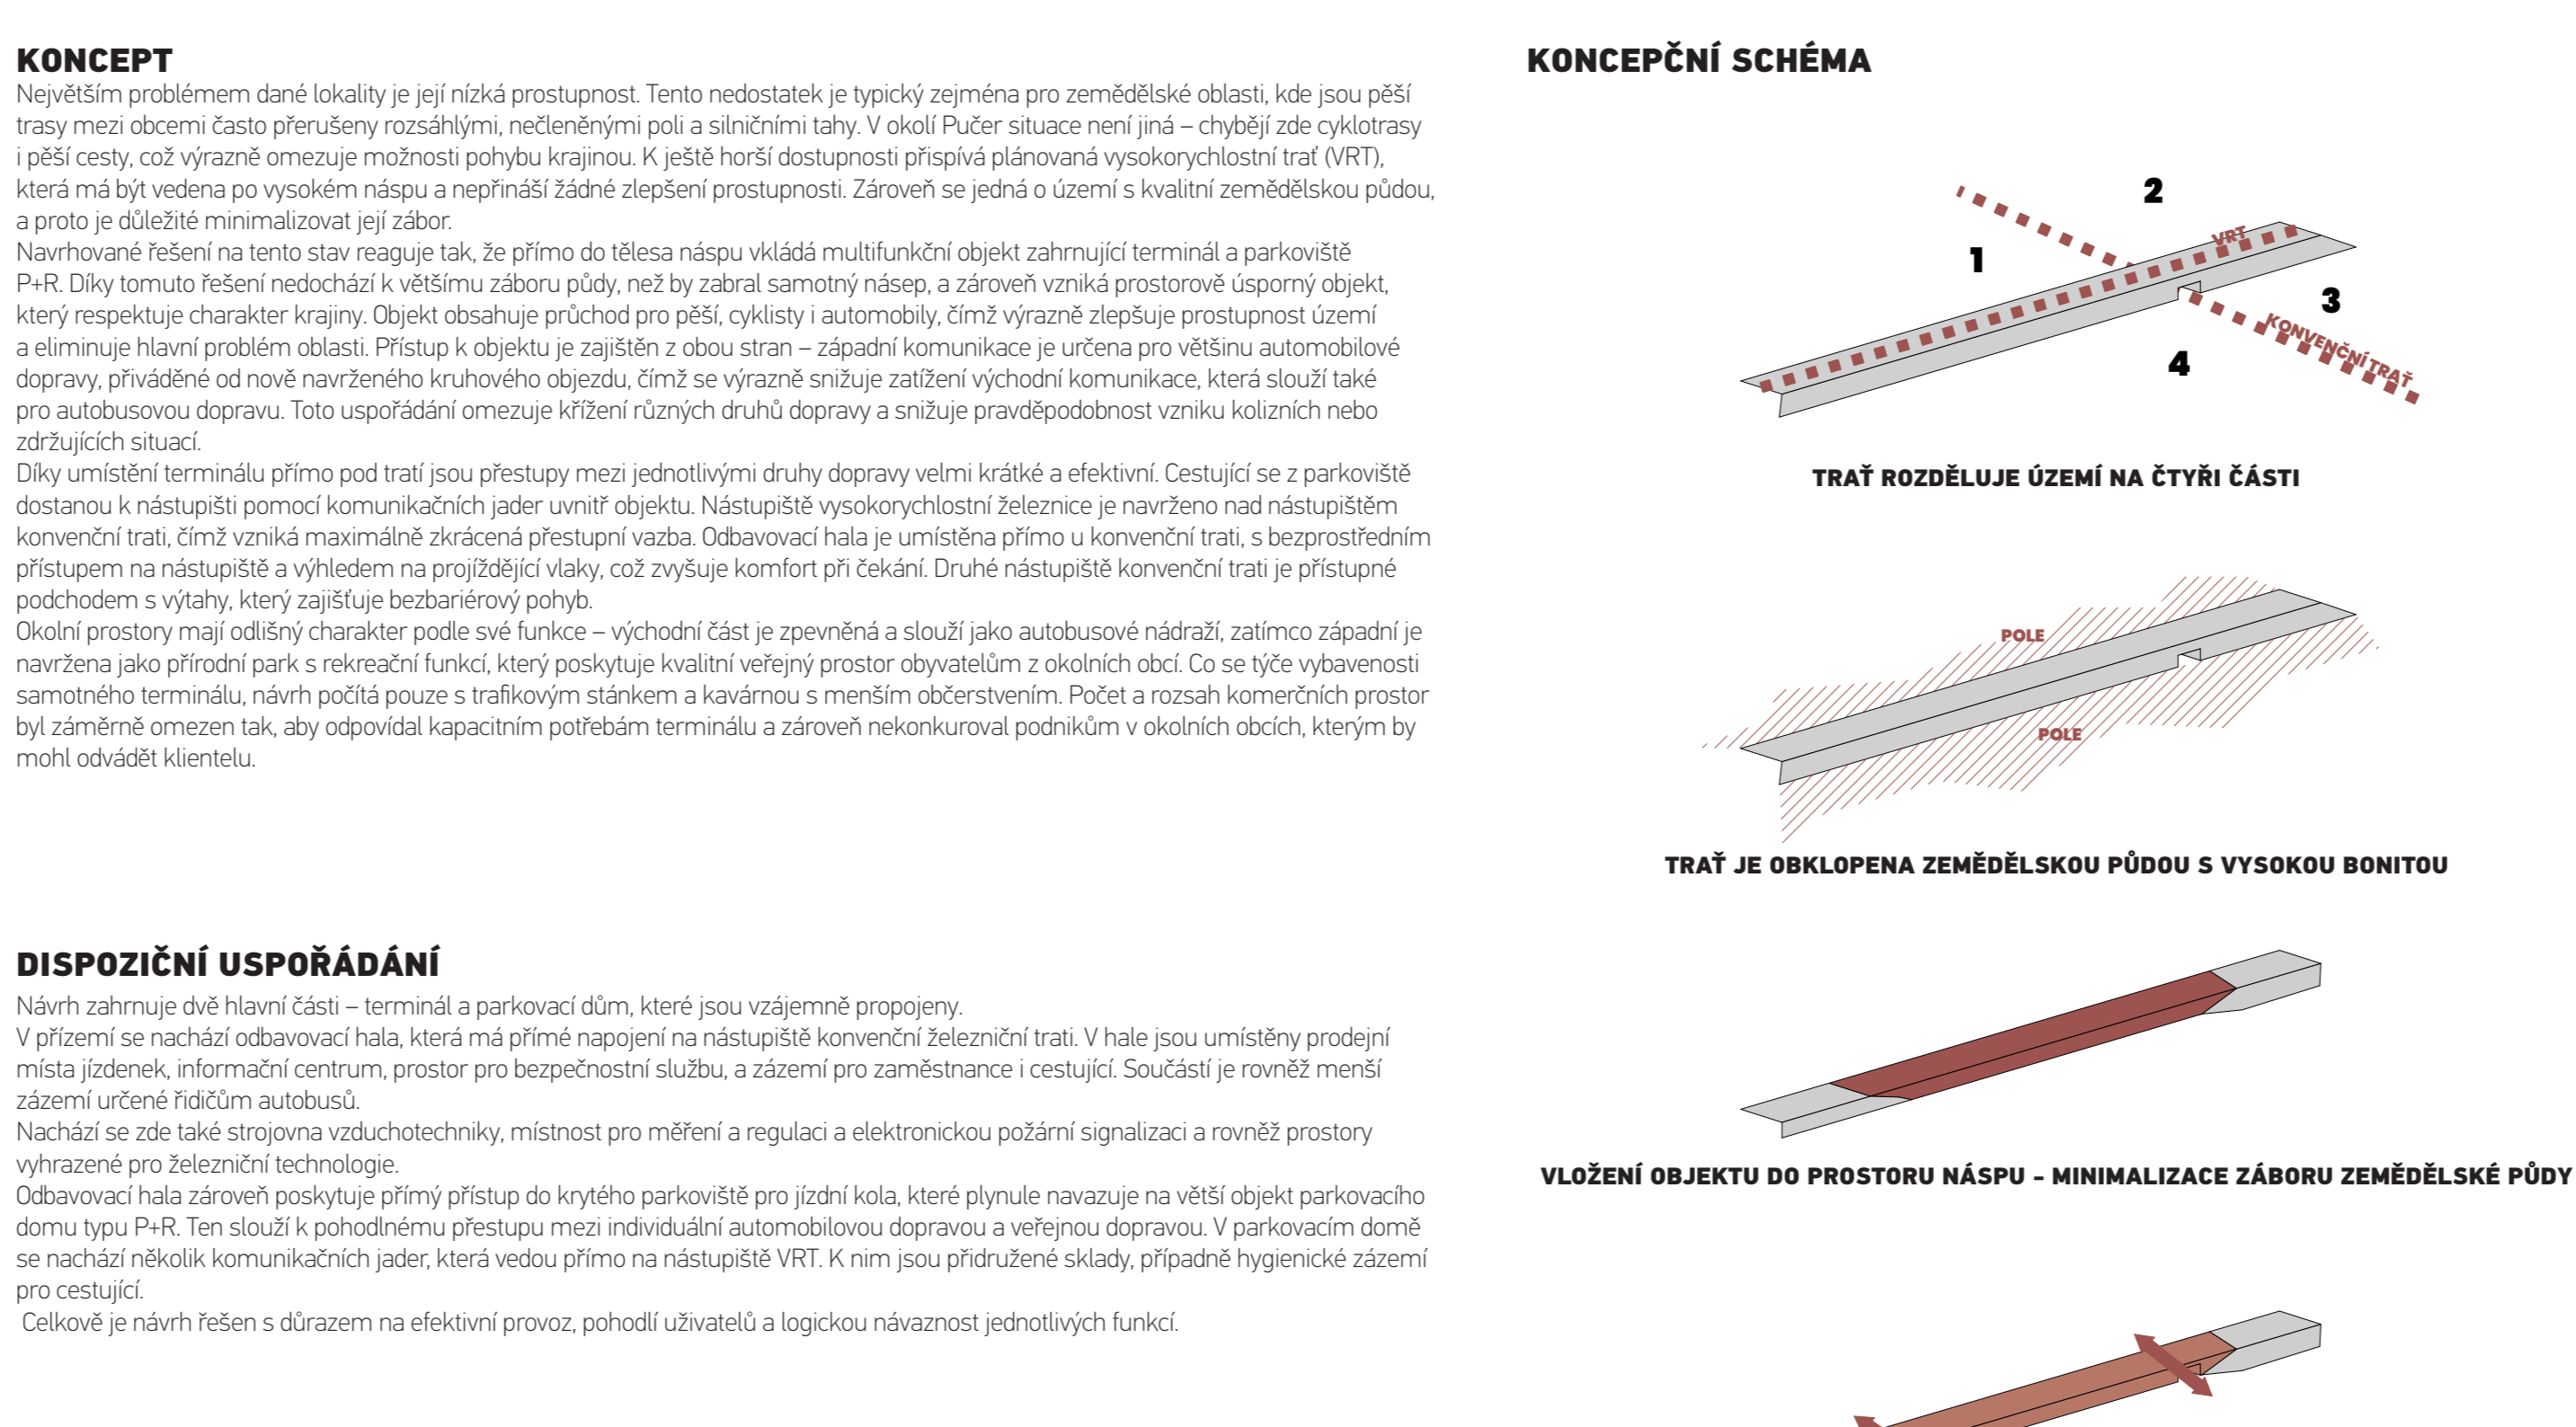 KONCEPT
Největším problémem dané lokality je její nízká prostupnost. Tento nedostatek je typický zejména pro zemědělské oblasti, kde jsou pěší
trasy mezi obcemi často přerušeny rozsáhlými, nečleněnými poli a silničními tahy. V okolí Pučer situace není jiná – chybějí zde cyklotrasy
i pěší cesty, což výrazně omezuje možnosti pohybu krajinou. K ještě horší dostupnosti přispívá plánovaná vysokorychlostní trať (VRT),
která má být vedena po vysokém náspu a nepřináší žádné zlepšení prostupnosti. Zároveň se jedná o území s kvalitní zemědělskou půdou,
a proto je důležité minimalizovat její zábor.
Navrhované řešení na tento stav reaguje tak, že přímo do tělesa náspu vkládá multifunkční objekt zahrnující terminál a parkoviště
P+R. Díky tomuto řešení nedochází k většímu záboru půdy, než by zabral samotný násep, a zároveň vzniká prostorově úsporný objekt,
který respektuje charakter krajiny. Objekt obsahuje průchod pro pěší, cyklisty i automobily, čímž výrazně zlepšuje prostupnost území
a eliminuje hlavní problém oblasti. Přístup k objektu je zajištěn z obou stran – západní komunikace je určena pro většinu automobilové
dopravy, přiváděné od nově navrženého kruhového objezdu, čímž se výrazně snižuje zatížení východní komunikace, která slouží také
pro autobusovou dopravu. Toto uspořádání omezuje křížení různých druhů dopravy a snižuje pravděpodobnost vzniku kolizních nebo
zdržujících situací.
Díky umístění terminálu přímo pod tratí jsou přestupy mezi jednotlivými druhy dopravy velmi krátké a efektivní. Cestující se z parkoviště
dostanou k nástupišti pomocí komunikačních jader uvnitř objektu. Nástupiště vysokorychlostní železnice je navrženo nad nástupištěm
konvenční trati, čímž vzniká maximálně zkrácená přestupní vazba. Odbavovací hala je umístěna přímo u konvenční trati, s bezprostředním
přístupem na nástupiště a výhledem na projíždějící vlaky, což zvyšuje komfort při čekání. Druhé nástupiště konvenční trati je přístupné
podchodem s výtahy, který zajišťuje bezbariérový pohyb.
Okolní prostory mají odlišný charakter podle své funkce – východní část je zpevněná a slouží jako autobusové nádraží, zatímco západní je
navržena jako přírodní park s rekreační funkcí, který poskytuje kvalitní veřejný prostor obyvatelům z okolních obcí. Co se týče vybavenosti
samotného terminálu, návrh počítá pouze s trafikovým stánkem a kavárnou s menším občerstvením. Počet a rozsah komerčních prostor
byl záměrně omezen tak, aby odpovídal kapacitním potřebám terminálu a zároveň nekonkuroval podnikům v okolních obcích, kterým by
mohl odvádět klientelu.
DISPOZIČNÍ USPOŘÁDÁNÍ
Návrh zahrnuje dvě hlavní části – terminál a parkovací dům, které jsou vzájemně propojeny.
V přízemí se nachází odbavovací hala, která má přímé napojení na nástupiště konvenční železniční trati. V hale jsou umístěny prodejní
místa jízdenek, informační centrum, prostor pro bezpečnostní službu, a zázemí pro zaměstnance i cestující. Součástí je rovněž menší
zázemí určené řidičům autobusů.
Nachází se zde také strojovna vzduchotechniky, místnost pro měření a regulaci a elektronickou požární signalizaci a rovněž prostory
vyhrazené pro železniční technologie.
Odbavovací hala zároveň poskytuje přímý přístup do krytého parkoviště pro jízdní kola, které plynule navazuje na větší objekt parkovacího
domu typu P+R. Ten slouží k pohodlnému přestupu mezi individuální automobilovou dopravou a veřejnou dopravou. V parkovacím domě
se nachází několik komunikačních jader, která vedou přímo na nástupiště VRT. K nim jsou přidružené sklady, případně hygienické zázemí
pro cestující.
Celkově je návrh řešen s důrazem na efektivní provoz, pohodlí uživatelů a logickou návaznost jednotlivých funkcí.
KONCEPČNÍ SCHÉMA
2
VRT
1
3
KONVENČNÍ TRAŤ
4
TRAŤ ROZDĚLUJE ÚZEMÍ NA ČTYŘI ČÁSTI
POLE
POLE
TRAŤ JE OBKLOPENA ZEMĚDĚLSKOU PŮDOU S VYSOKOU BONITOU
VLOŽENÍ OBJEKTU DO PROSTORU NÁSPU - MINIMALIZACE ZÁBORU ZEMĚDĚLSKÉ PŮDY